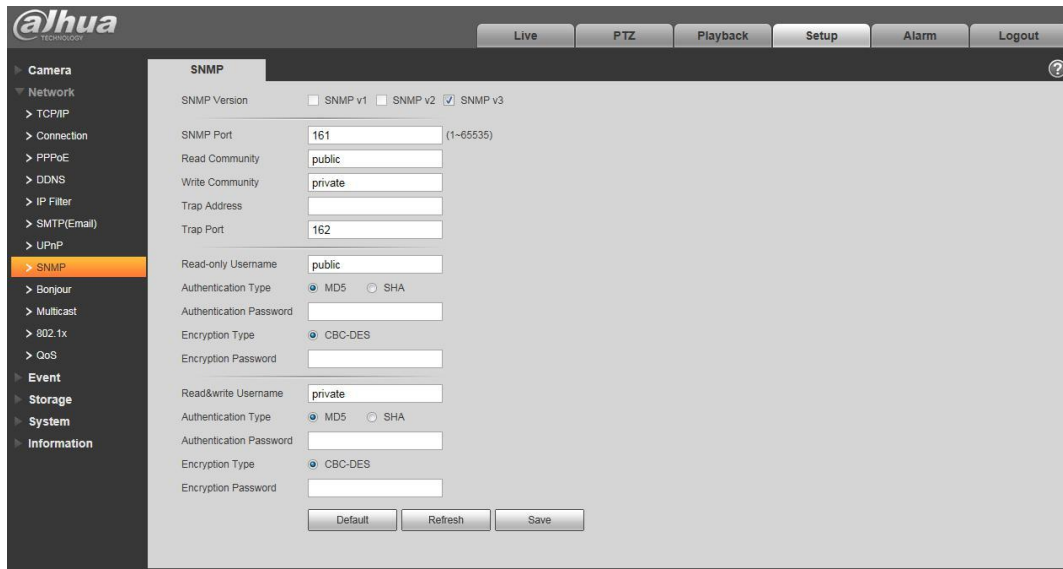 alhua
TECHNOLOGY
Live PTZ Playback Setup Alarm Logout
Camera
Network
> TCP/IP
> Connection
> PPPoE
> DDNS
> IP Filter
> SMTP(Email)
> UPnP
> SNMP
> Bonjour
> Multicast
> 802.1x
> QoS
Event
Storage
System
Information
SNMP
?
SNMP Version SNMP v1 SNMP v2 SNMP v3
SNMP Port 161 (1~65535)
Read Community public
Write Community private
Trap Address
Trap Port 162
Read-only Username public
Authentication Type MD5 SHA
Authentication Password
Encryption Type CBC-DES
Encryption Password
Read&write Username private
Authentication Type MD5 SHA
Authentication Password
Encryption Type CBC-DES
Encryption Password
Default Refresh Save